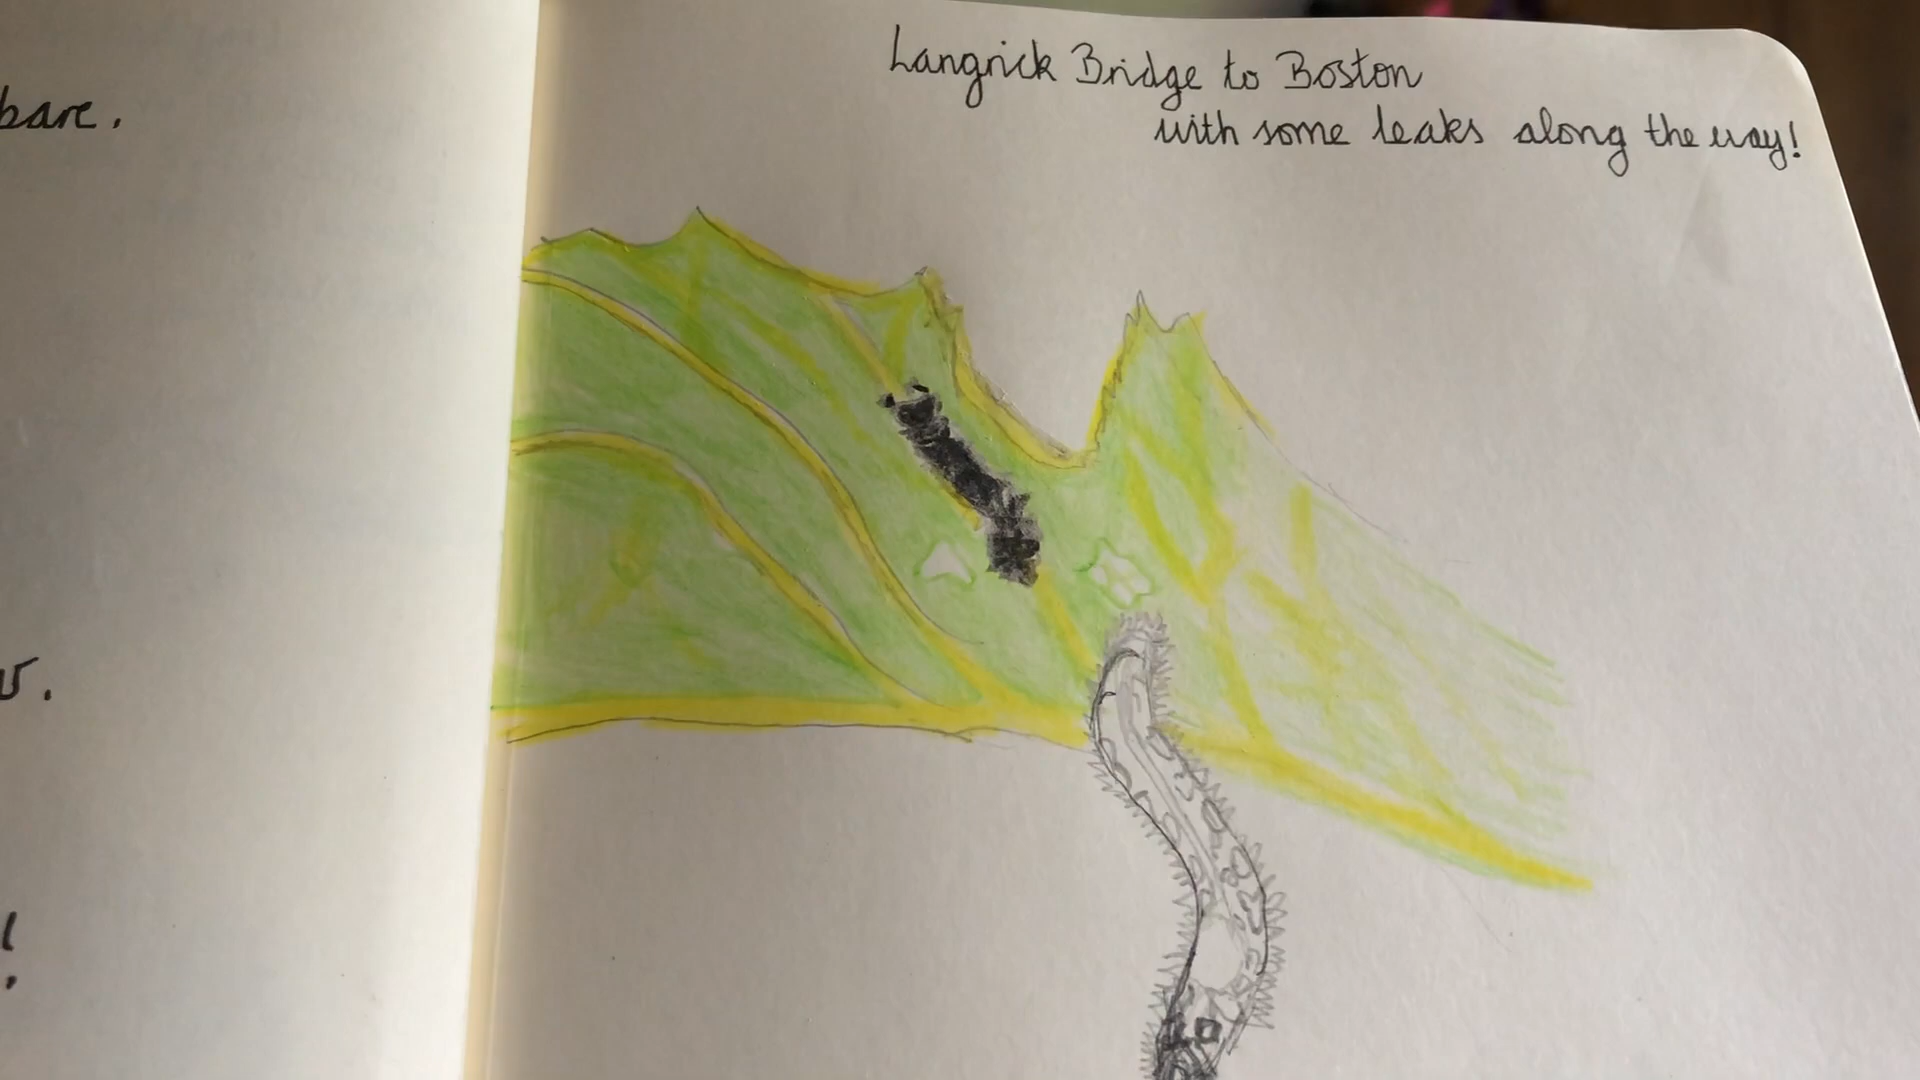 bare.
Langrick Bridge to Boston
with some leaks along the way!